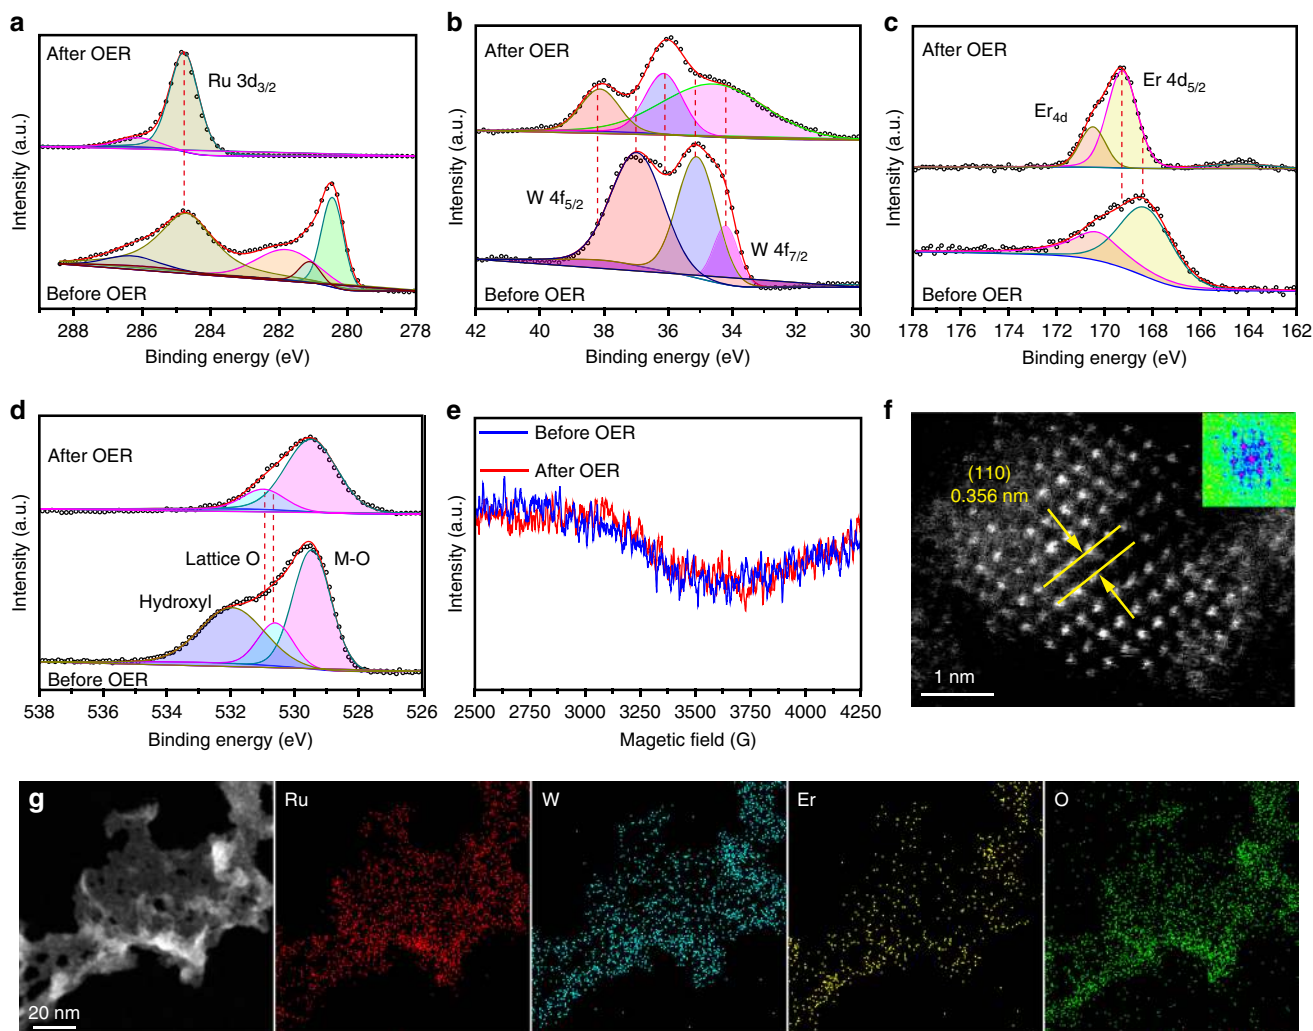 a
After OER
Ru 3d3/2
Before OER
Intensity (a.u.)
288 286 284 282 280 278
Binding energy (eV)
b
After OER
W 4f5/2
W 4f7/2
Before OER
Intensity (a.u.)
42 40 38 36 34 32 30
Binding energy (eV)
c
After OER
Er 4d5/2
Er4d
Before OER
Intensity (a.u.)
178 176 174 172 170 168 166 164 162
Binding energy (eV)
d
After OER
Lattice O
M-O
Hydroxyl
Before OER
Intensity (a.u.)
538 536 534 532 530 528 526
Binding energy (eV)
e
Before OER
After OER
Intensity (a.u.)
2500 2750 3000 3250 3500 3750 4000 4250
Magetic field (G)
f
(110)
0.356 nm
1 nm
g
Ru
W
Er
O
20 nm